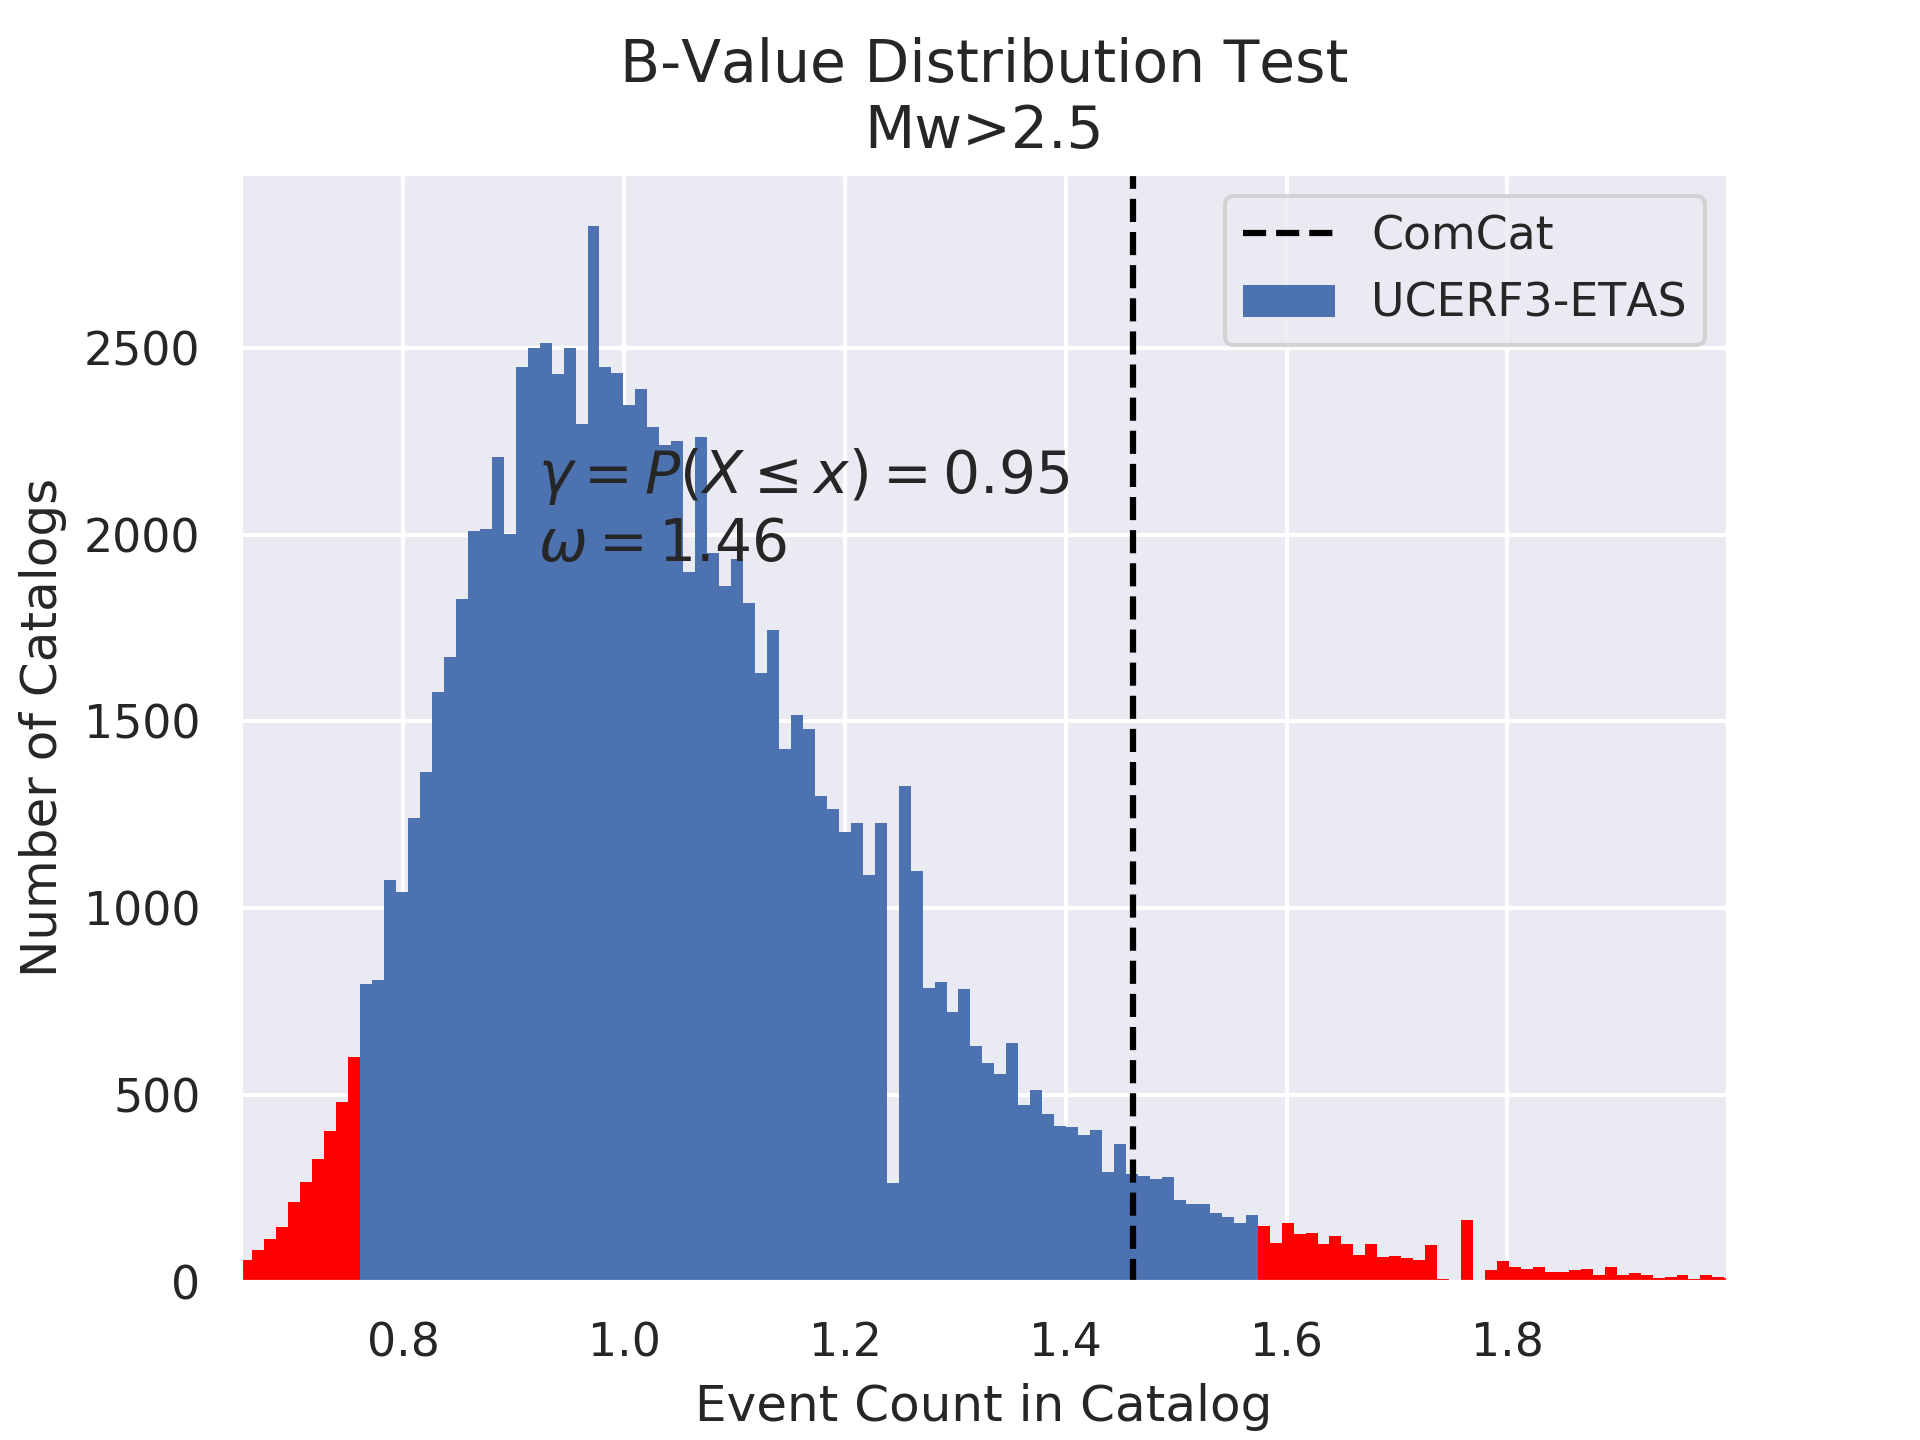 B-Value Distribution Test
Mw>2.5
ComCat
UCERF3-ETAS
γ = P(X ≤ x) = 0.95
ω = 1.46
Number of Catalogs
2500
2000
1500
1000
500
0
0.8 1.0 1.2 1.4 1.6 1.8
Event Count in Catalog